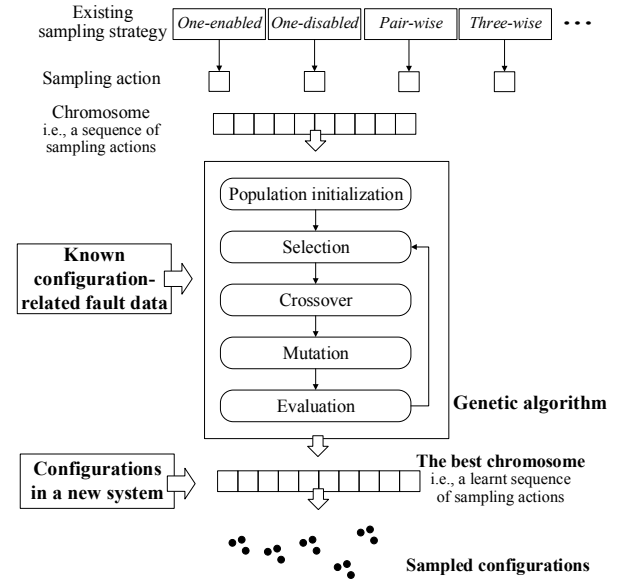 Existing
sampling strategy
One-enabled
One-disabled
Pair-wise
Three-wise
...
Sampling action
Chromosome
i.e., a sequence of
sampling actions
Population initialization
Selection
Known
configuration-
related fault data
Crossover
Mutation
Evaluation
Genetic algorithm
Configurations
in a new system
The best chromosome
i.e., a learnt sequence
of sampling actions
Sampled configurations